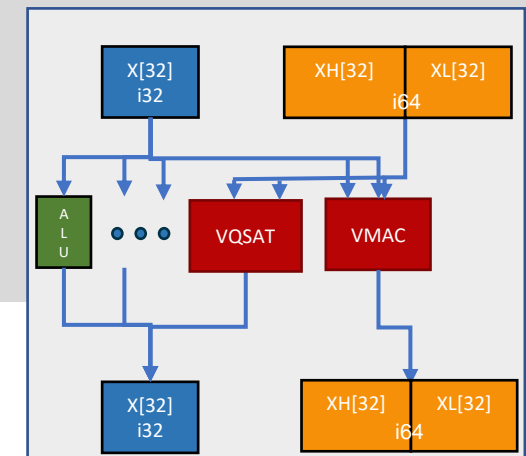 X[32]
i32
XH[32] XL[32]
i64
A
L
U
VQSAT
VMAC
X[32]
i32
XH[32] XL[32]
i64